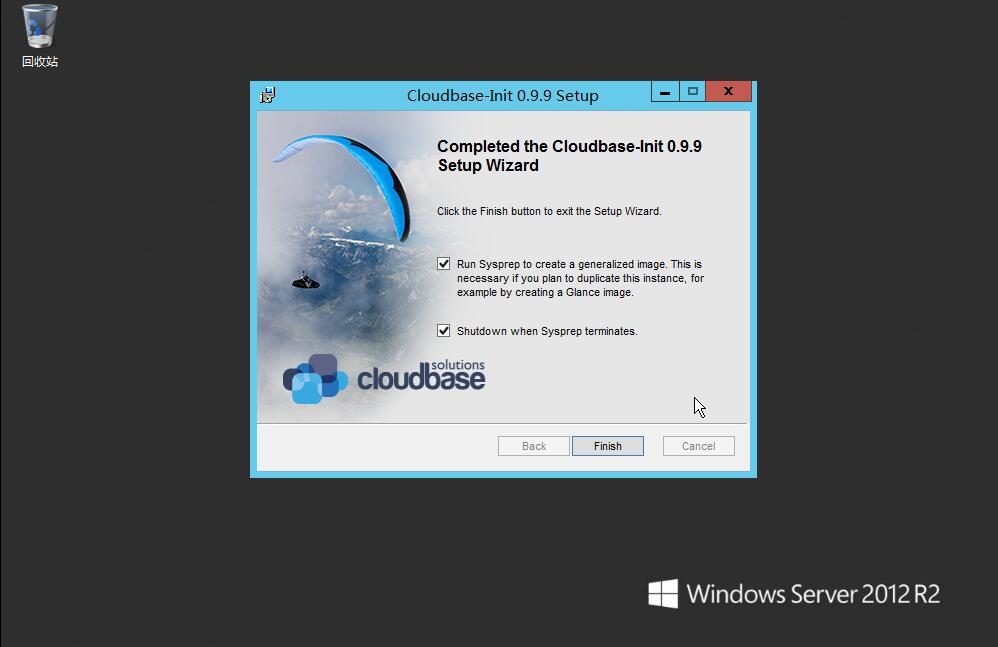 回收站
Cloudbase-Init 0.9.9 Setup
Completed the Cloudbase-Init 0.9.9
Setup Wizard
Click the Finish button to exit the Setup Wizard.
Run Sysprep to create a generalized image. This is
necessary if you plan to duplicate this instance, for
example by creating a Glance image.
Shutdown when Sysprep terminates.
solutions
cloudbase
Back
Finish
Cancel
Windows Server 2012 R2